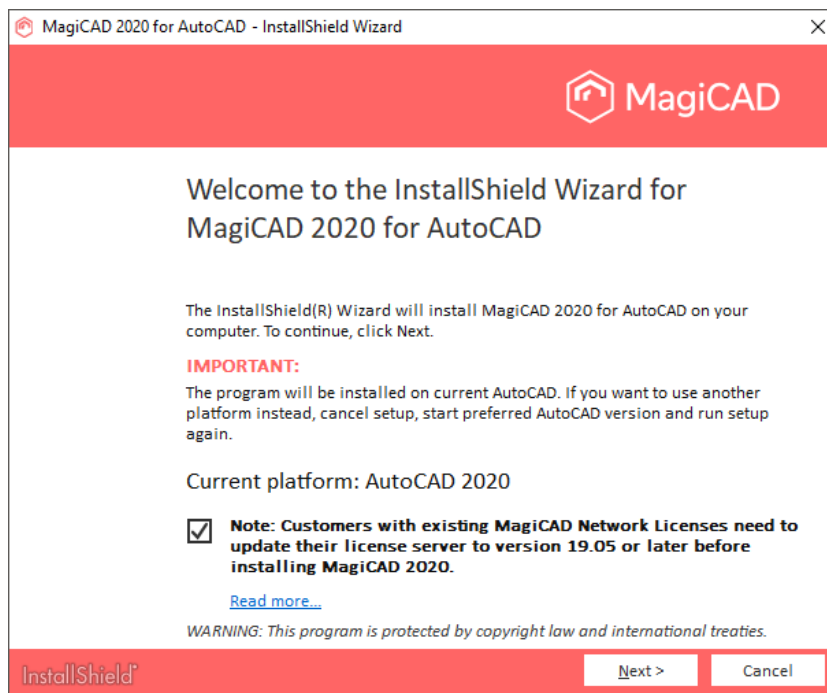 MagiCAD 2020 for AutoCAD - InstallShield Wizard
MagiCAD
Welcome to the InstallShield Wizard for
MagiCAD 2020 for AutoCAD
The InstallShield(R) Wizard will install MagiCAD 2020 for AutoCAD on your
computer. To continue, click Next.
IMPORTANT:
The program will be installed on current AutoCAD. If you want to use another
platform instead, cancel setup, start preferred AutoCAD version and run setup
again.
Current platform: AutoCAD 2020
Note: Customers with existing MagiCAD Network Licenses need to
update their license server to version 19.05 or later before
installing MagiCAD 2020.
Read more...
WARNING: This program is protected by copyright law and international treaties.
InstallShield
Next >
Cancel